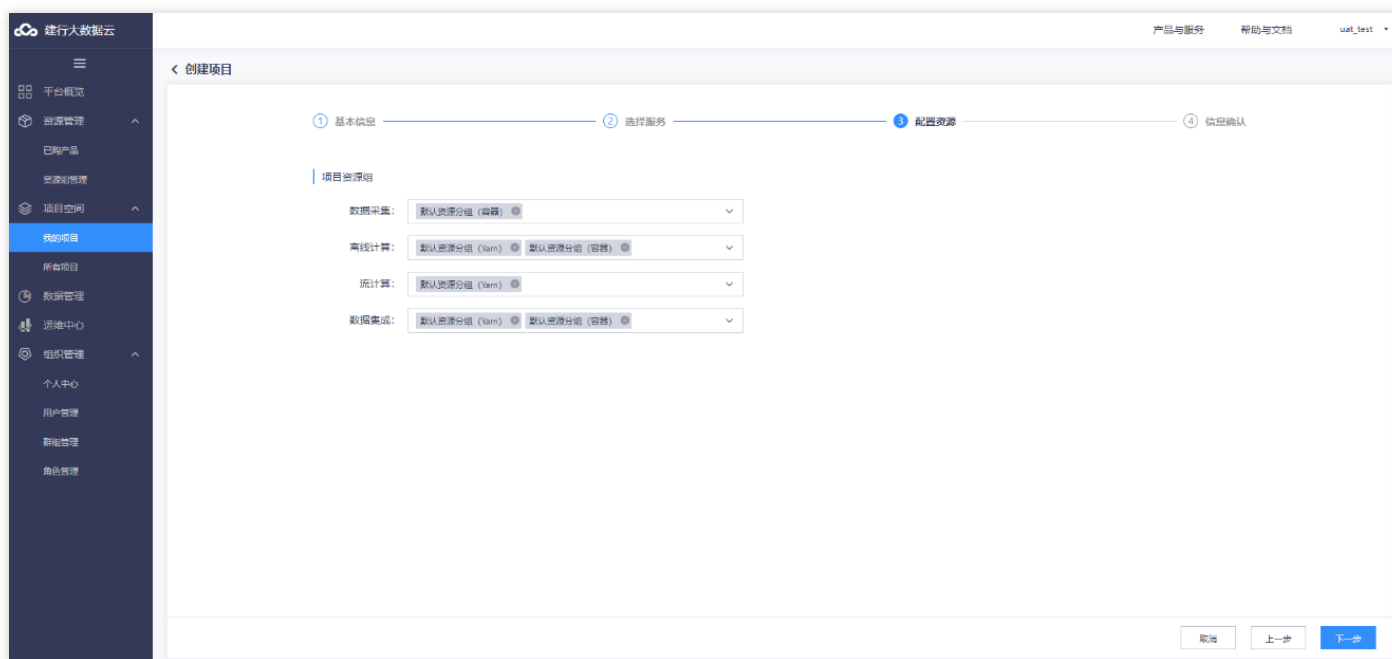 建行大数据云
产品与服务 帮助与文档 uat_test
创建项目
平台概览
资源管理
已购产品
资源组管理
项目空间
我的项目
所有项目
数据管理
运维中心
组织管理
个人中心
用户管理
群组管理
角色管理
1 基本信息 2 选择服务 3 配置资源 4 信息确认
项目资源组
数据采集: 默认资源分组 (容器)
离线计算: 默认资源分组 (Yarn) 默认资源分组 (容器)
流计算: 默认资源分组 (Yarn)
数据集成: 默认资源分组 (Yarn) 默认资源分组 (容器)
取消 上一步 下一步